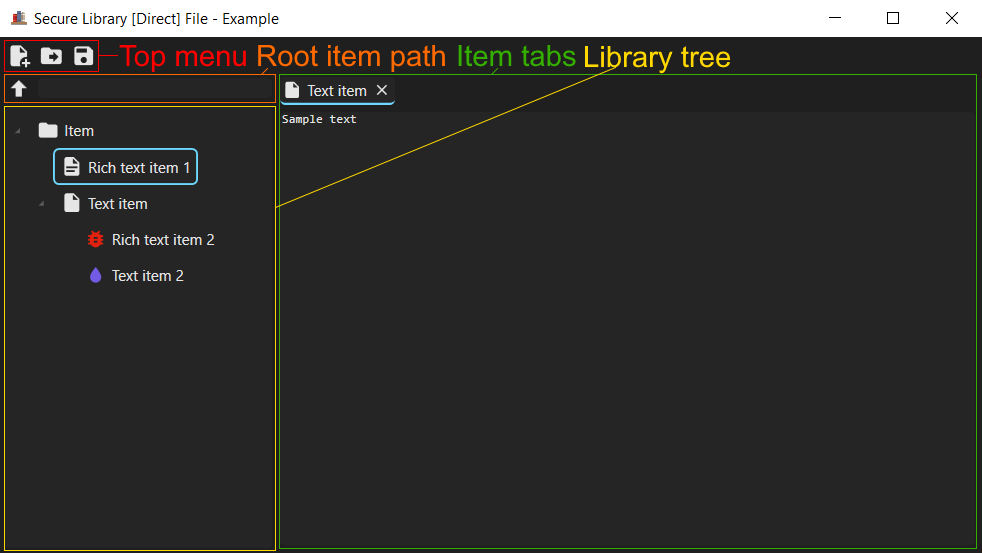 Secure Library [Direct] File - Example
Top menu Root item path Item tabs Library tree
Text item
Sample text
Item
Rich text item 1
Text item
Rich text item 2
Text item 2